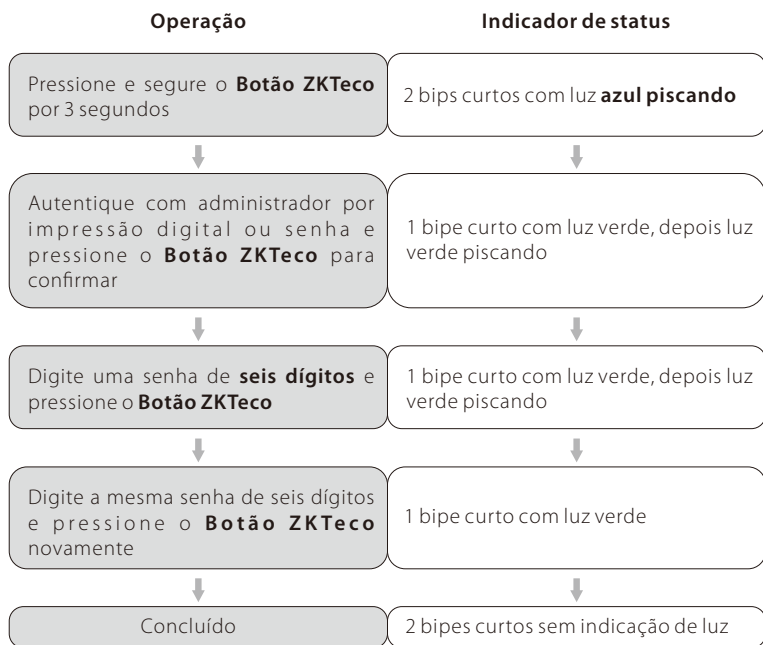 Operação
Indicador de status
Pressione e segure o Botão ZKTeco
por 3 segundos
2 bips curtos com luz azul piscando
Autentique com administrador por
impressão digital ou senha e
pressione o Botão ZKTeco para
confirmar
1 bipe curto com luz verde, depois luz
verde piscando
Digite uma senha de seis dígitos e
pressione o Botão ZKTeco
1 bipe curto com luz verde, depois luz
verde piscando
Digite a mesma senha de seis dígitos
e pressione o Botão ZKTeco
novamente
1 bipe curto com luz verde
Concluído
2 bipes curtos sem indicação de luz